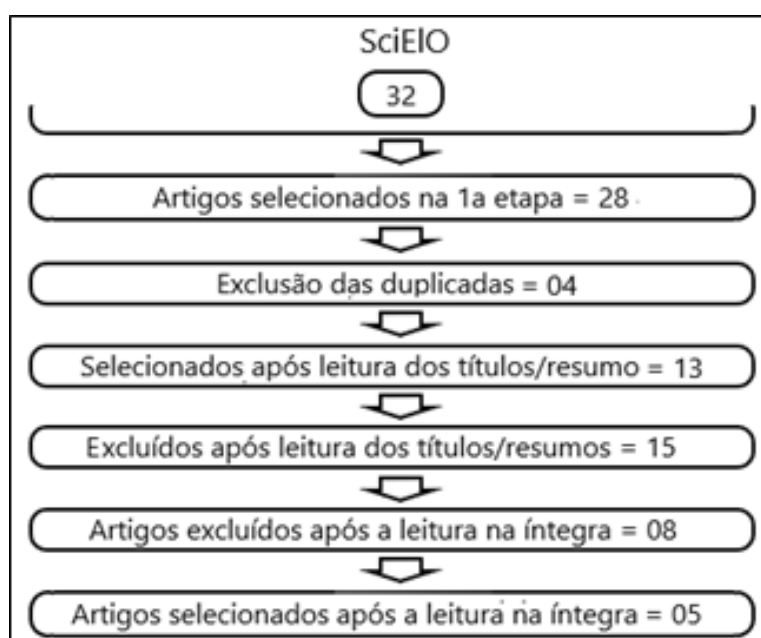 SciElO
32
Artigos selecionados na 1a etapa = 28
Exclusão das duplicadas = 04
Selecionados após leitura dos títulos/resumo = 13
Excluídos após leitura dos títulos/resumos = 15
Artigos excluídos após a leitura na íntegra = 08
Artigos selecionados após a leitura na íntegra = 05